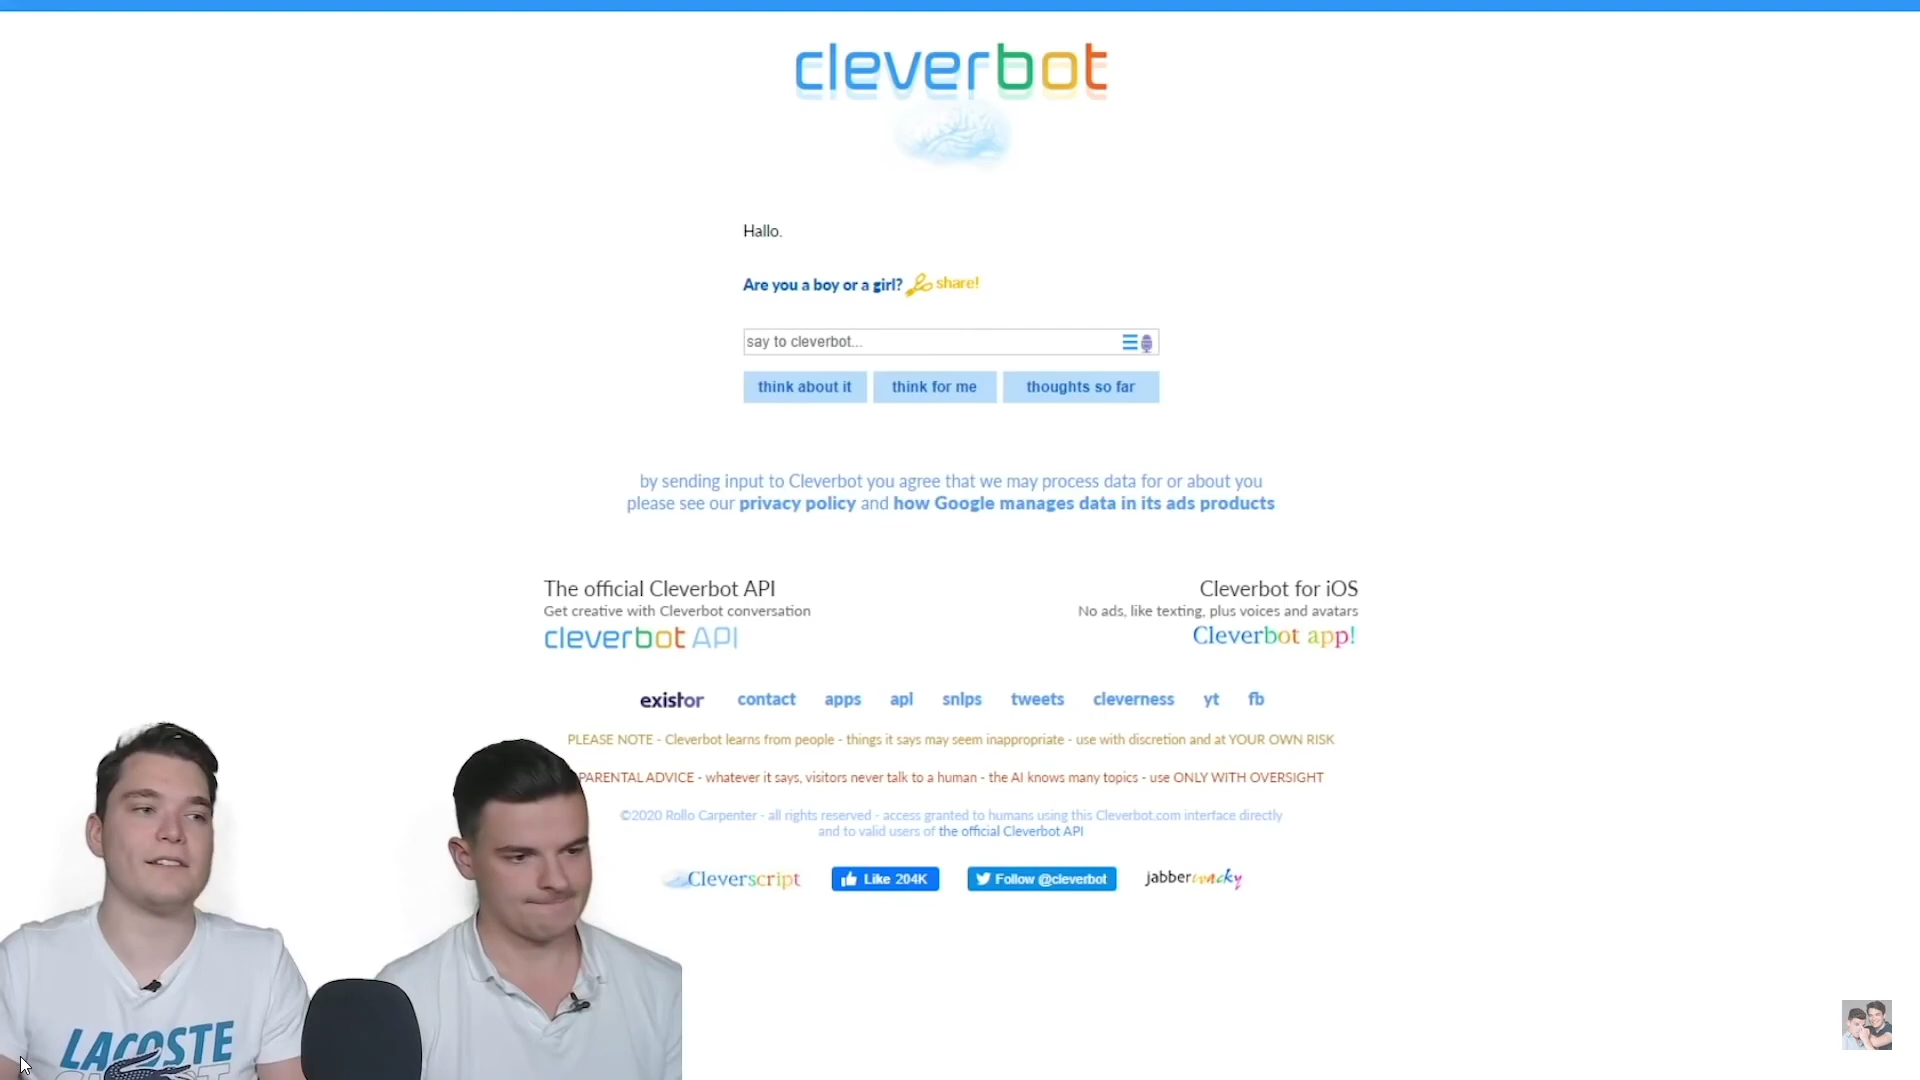 cleverbot
Hallo.
Are you a boy or a girl? share!
say to cleverbot...
think about it think for me thoughts so far
by sending input to Cleverbot you agree that we may process data for or about you
please see our privacy policy and how Google manages data in its ads products
The official Cleverbot API
Get creative with Cleverbot conversation
cleverbot API
Cleverbot for iOS
No ads, like texting, plus voices and avatars
Cleverbot app!
existor contact apps api snips tweets cleverness yt fb
PLEASE NOTE - Cleverbot learns from people - things it says may seem inappropriate - use with discretion and at YOUR OWN RISK
PARENTAL ADVICE - whatever it says, visitors never talk to a human - the AI knows many topics - use ONLY WITH OVERSIGHT
©2020 Rollo Carpenter - all rights reserved - access granted to humans using this Cleverbot.com interface directly
and to valid users of the official Cleverbot API
Cleverscript Like 204K Follow @cleverbot jabberwacky
LACOSTE